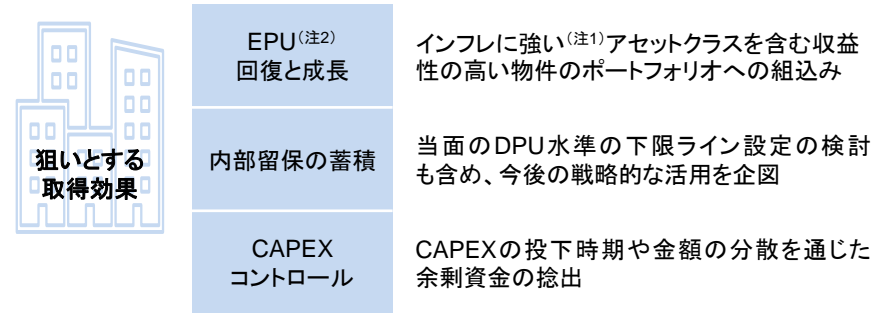 狙いとする
取得効果
EPU(注2)
回復と成長
インフレに強い(注1)アセットクラスを含む収益
性の高い物件のポートフォリオへの組込み
内部留保の蓄積
当面のDPU水準の下限ライン設定の検討
も含め、今後の戦略的な活用を企図
CAPEX
コントロール
CAPEXの投下時期や金額の分散を通じた
余剰資金の捻出